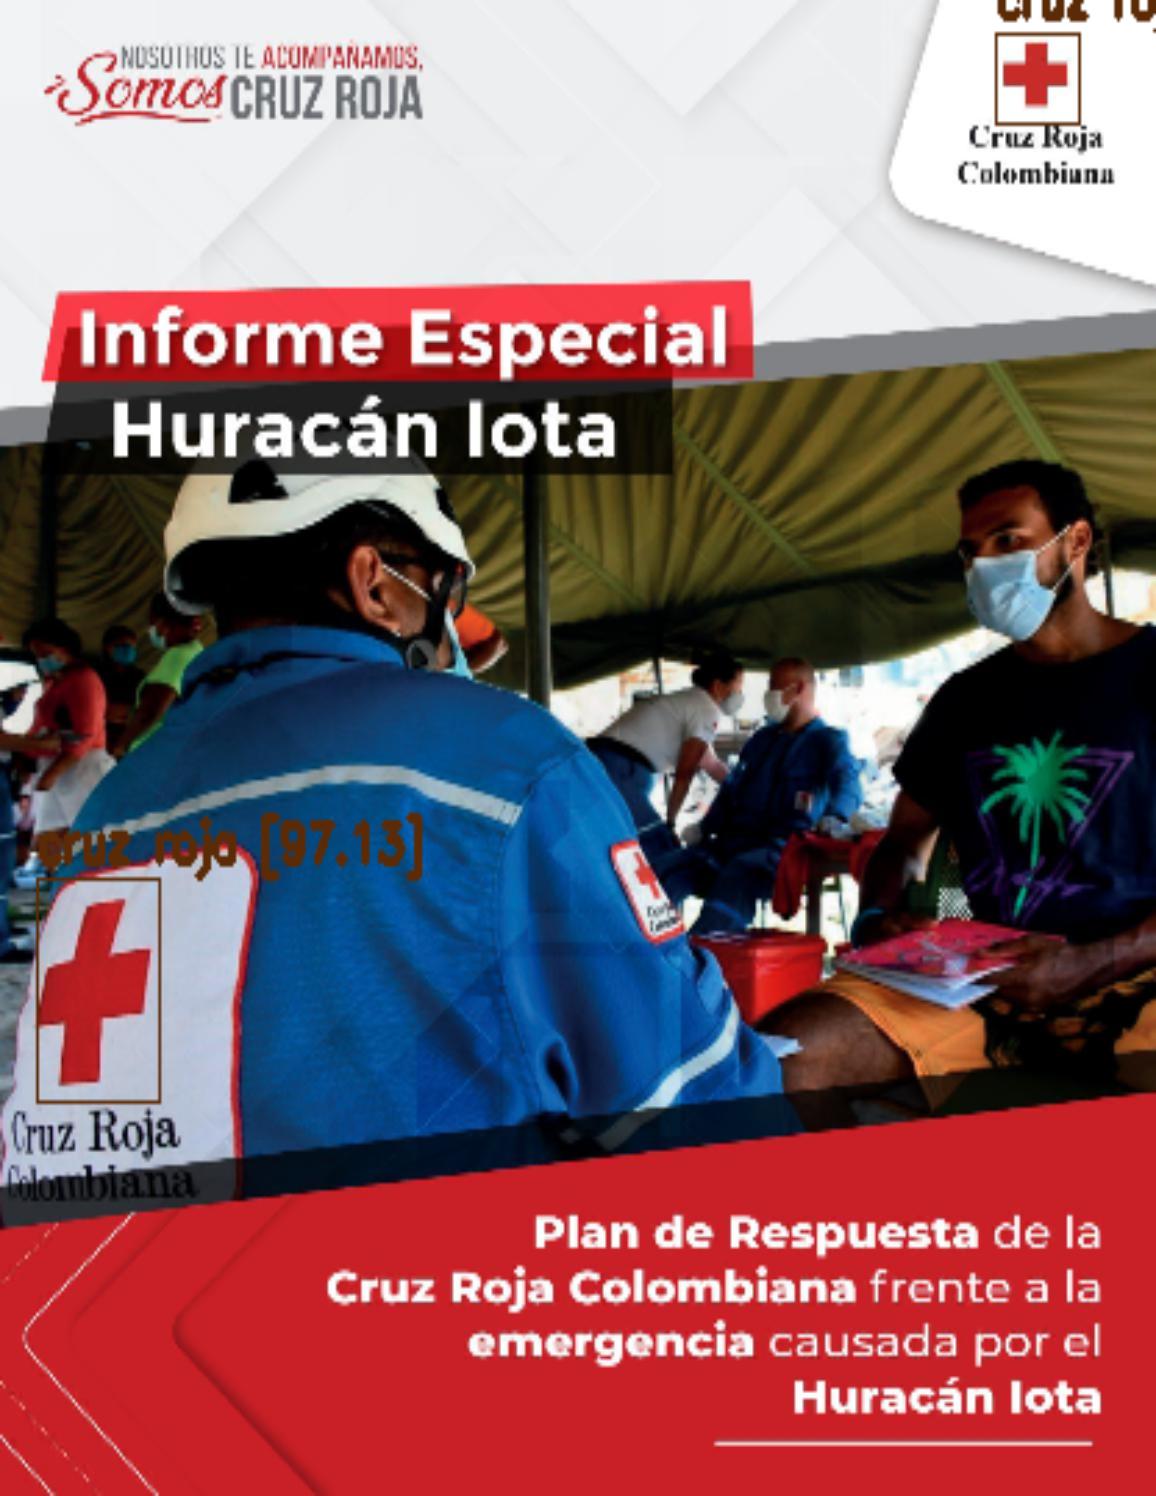 NOSOTROS TE ACOMPAÑAMOS,
Somos CRUZ ROJA
Cruz Roja
Colombiana
Informe Especial
Huracán Iota
cruz roja [97.13]
Cruz Roja
Colombiana
Plan de Respuesta de la
Cruz Roja Colombiana frente a la
emergencia causada por el
Huracán Iota